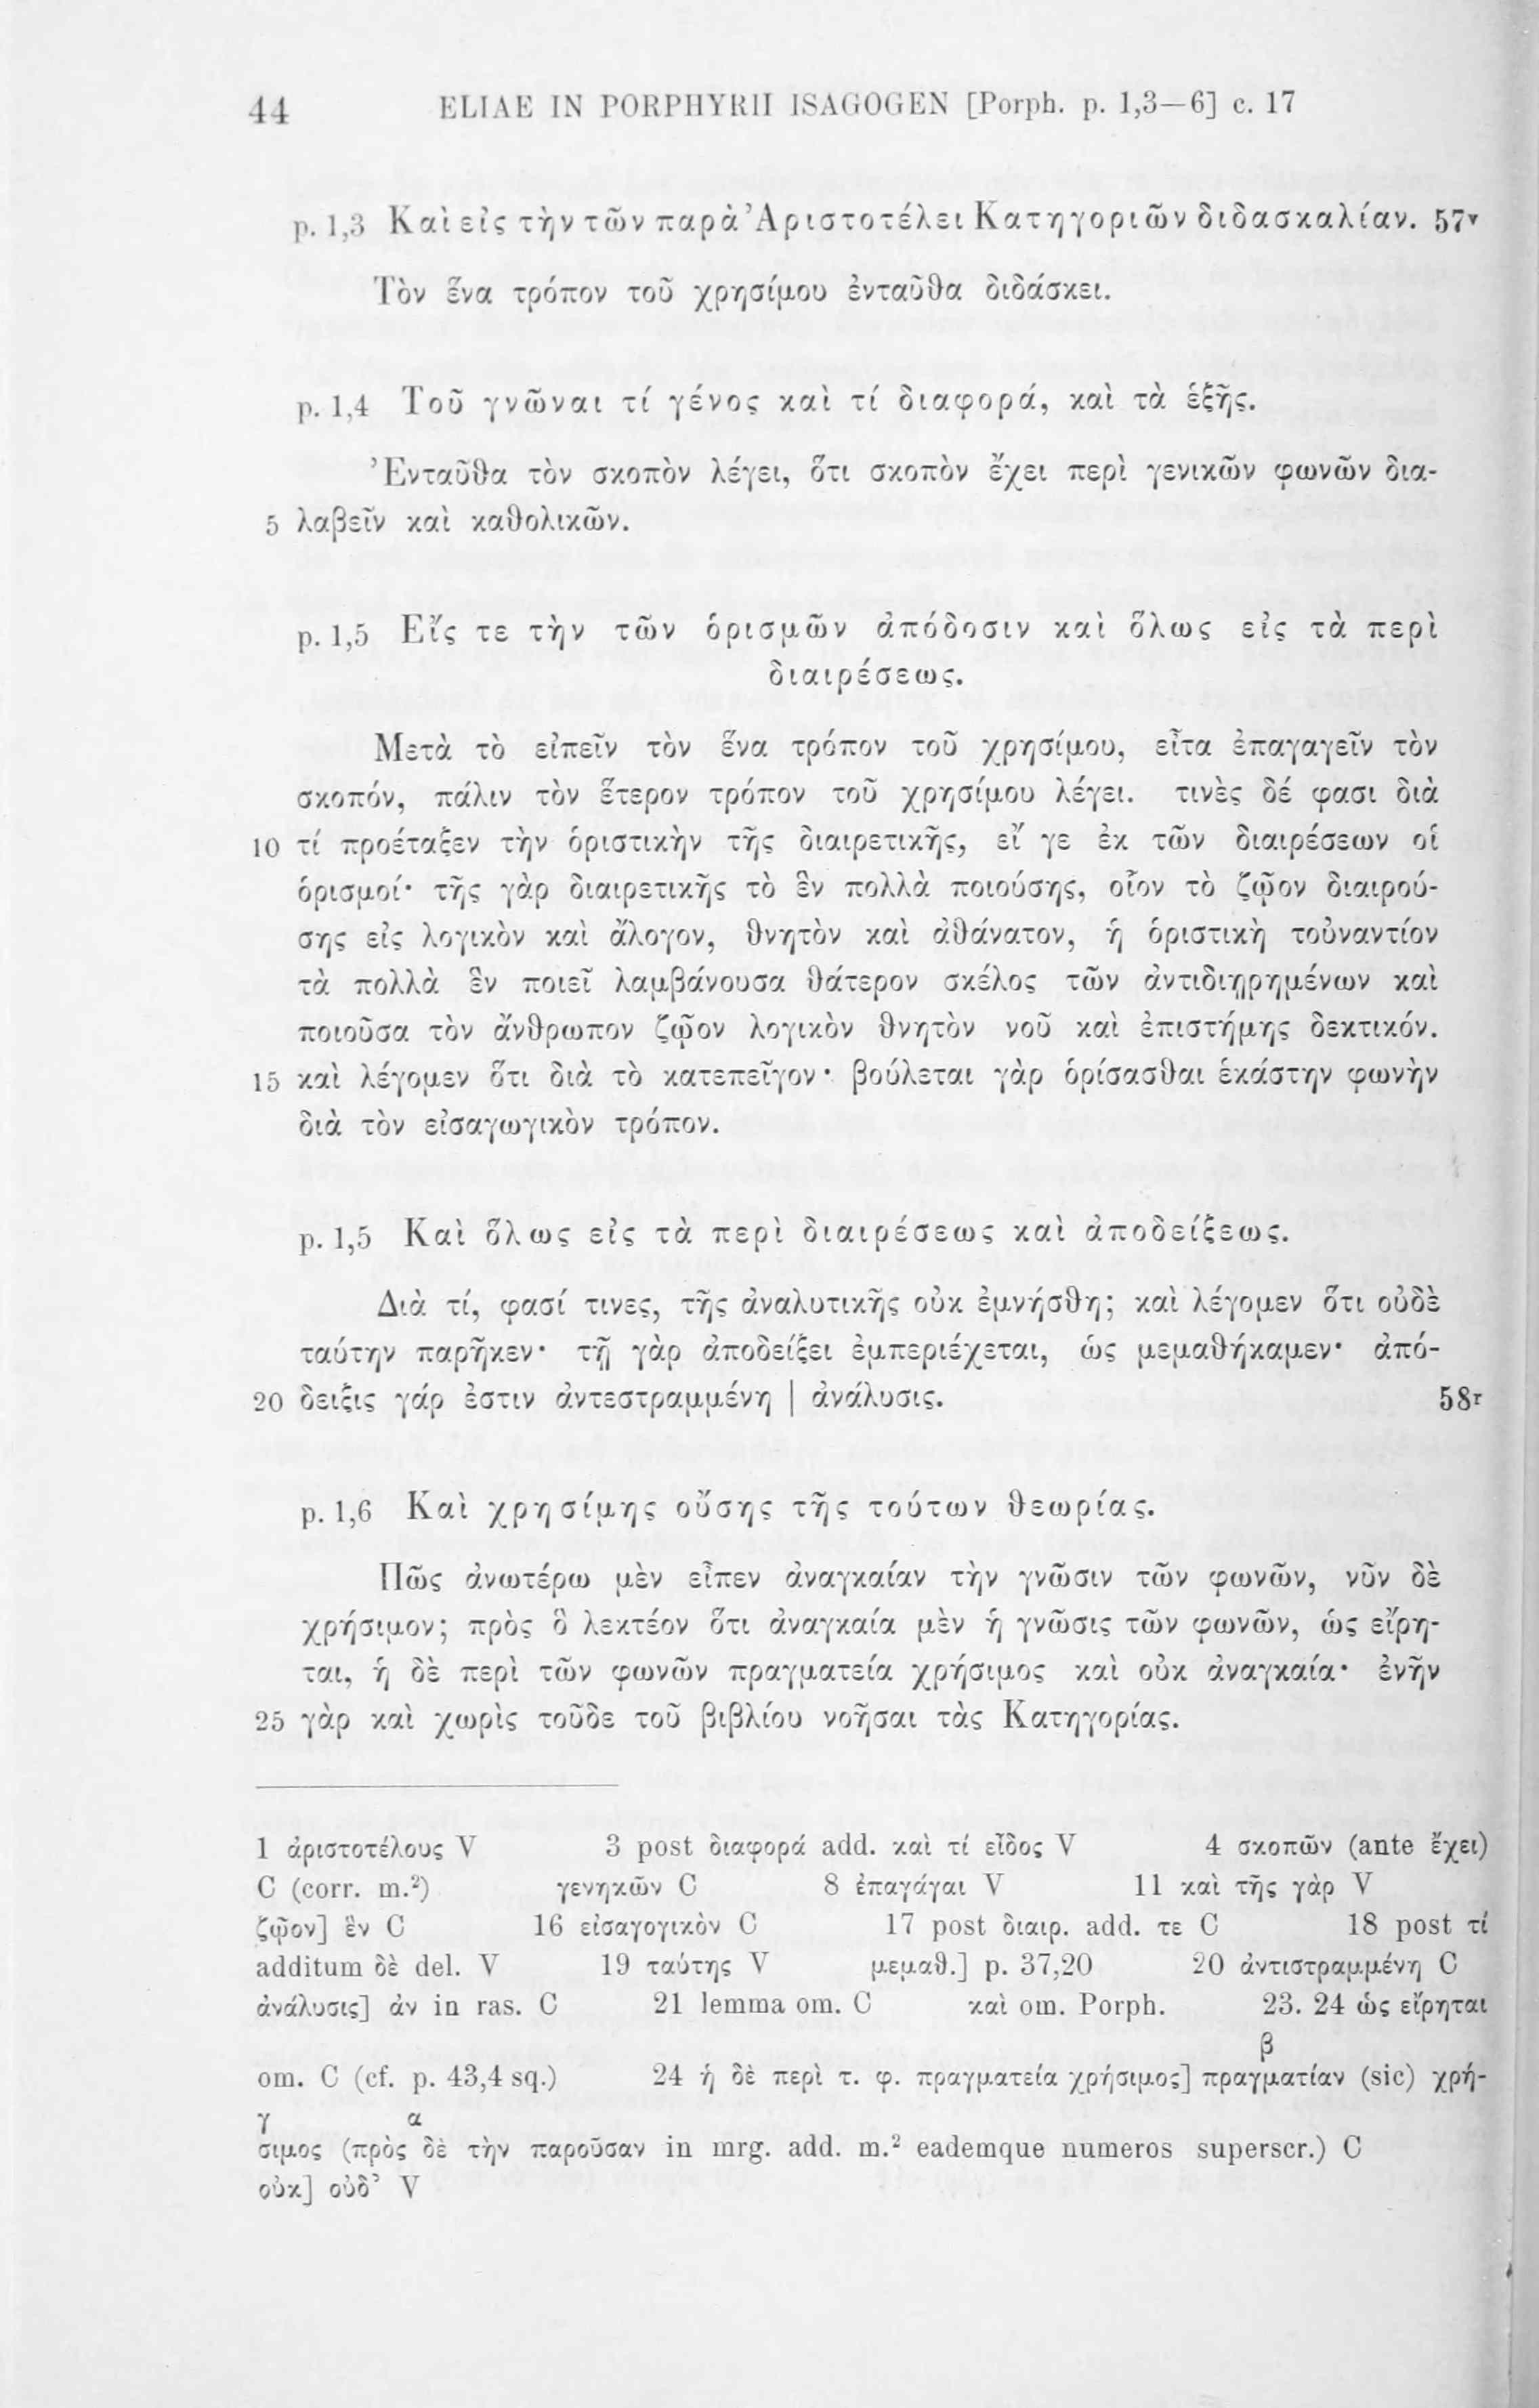 44 ELIAE IN PORPHYRII ISAGOGEN [Porph. p. 1,3—6] c. 17
p. 1,3 Καὶ εἰς τὴν τῶν παρὰ Ἀριστοτέλει Κατηγοριῶν διδασκαλίαν. 57v
Τὸν ἕνα τρόπον τοῦ χρησίμου ἐνταῦθα διδάσκει.
p. 1,4 Τοῦ γνῶναι τί γένος καὶ τί διαφορά, καὶ τὰ ἑξῆς.
Ἐνταῦθα τὸν σκοπὸν λέγει, ὅτι σκοπὸν ἔχει περὶ γενικῶν φωνῶν δια-
5 λαβεῖν καὶ καθολικῶν.
p. 1,5 Εἴς τε τὴν τῶν ὁρισμῶν ἀπόδοσιν καὶ ὅλως εἰς τὰ περὶ
διαιρέσεως.
Μετὰ τὸ εἰπεῖν τὸν ἕνα τρόπον τοῦ χρησίμου, εἶτα ἐπαγαγεῖν τὸν
σκοπόν, πάλιν τὸν ἕτερον τρόπον τοῦ χρησίμου λέγει. τινὲς δέ φασι διὰ
10 τί προέταξεν τὴν ὁριστικὴν τῆς διαιρετικῆς, εἴ γε ἐκ τῶν διαιρέσεων οἱ
ὁρισμοί· τῆς γὰρ διαιρετικῆς τὸ ἓν πολλὰ ποιούσης, οἷον τὸ ζῷον διαιρού-
σης εἰς λογικὸν καὶ ἄλογον, θνητὸν καὶ ἀθάνατον, ἡ ὁριστικὴ τοὐναντίον
τὰ πολλὰ ἓν ποιεῖ λαμβάνουσα θάτερον σκέλος τῶν ἀντιδιῃρημένων καὶ
ποιοῦσα τὸν ἄνθρωπον ζῷον λογικὸν θνητὸν νοῦ καὶ ἐπιστήμης δεκτικόν.
15 καὶ λέγομεν ὅτι διὰ τὸ κατεπεῖγον· βούλεται γὰρ ὁρίσασθαι ἑκάστην φωνὴν
διὰ τὸν εἰσαγωγικὸν τρόπον.
p. 1,5 Καὶ ὅλως εἰς τὰ περὶ διαιρέσεως καὶ ἀποδείξεως.
Διὰ τί, φασί τινες, τῆς ἀναλυτικῆς οὐκ ἐμνήσθη; καὶ λέγομεν ὅτι οὐδὲ
ταύτην παρῆκεν· τῇ γὰρ ἀποδείξει ἐμπεριέχεται, ὡς μεμαθήκαμεν· ἀπό-
20 δειξις γάρ ἐστιν ἀντεστραμμένη | ἀνάλυσις. 58r
p. 1,6 Καὶ χρησίμης οὔσης τῆς τούτων θεωρίας.
Πῶς ἀνωτέρω μὲν εἶπεν ἀναγκαίαν τὴν γνῶσιν τῶν φωνῶν, νῦν δὲ
χρήσιμον; πρὸς ὃ λεκτέον ὅτι ἀναγκαία μὲν ἡ γνῶσις τῶν φωνῶν, ὡς εἴρη-
ται, ἡ δὲ περὶ τῶν φωνῶν πραγματεία χρήσιμος καὶ οὐκ ἀναγκαία· ἐνῆν
25 γὰρ καὶ χωρὶς τοῦδε τοῦ βιβλίου νοῆσαι τὰς Κατηγορίας.
1 ἀριστοτέλους V 3 post διαφορά add. καὶ τί εἶδος V 4 σκοπῶν (ante ἔχει)
C (corr. m.²) γενηκῶν C 8 ἐπαγάγαι V 11 καὶ τῆς γὰρ V
ζῷον] ἓν C 16 εἰσαγογικὸν C 17 post διαιρ. add. τε C 18 post τί
additum δὲ del. V 19 ταύτης V μεμαθ.] p. 37,20 20 ἀντιστραμμένη C
ἀνάλυσις] ἀν in ras. C 21 lemma om. C καὶ om. Porph. 23. 24 ὡς εἴρηται
β
om. C (cf. p. 43,4 sq.) 24 ἡ δὲ περὶ τ. φ. πραγματεία χρήσιμος] πραγματίαν (sic) χρή-
γ α
σιμος (πρὸς δὲ τὴν παροῦσαν in mrg. add. m.² eademque numeros superscr.) C
οὐκ] οὐδ’ V